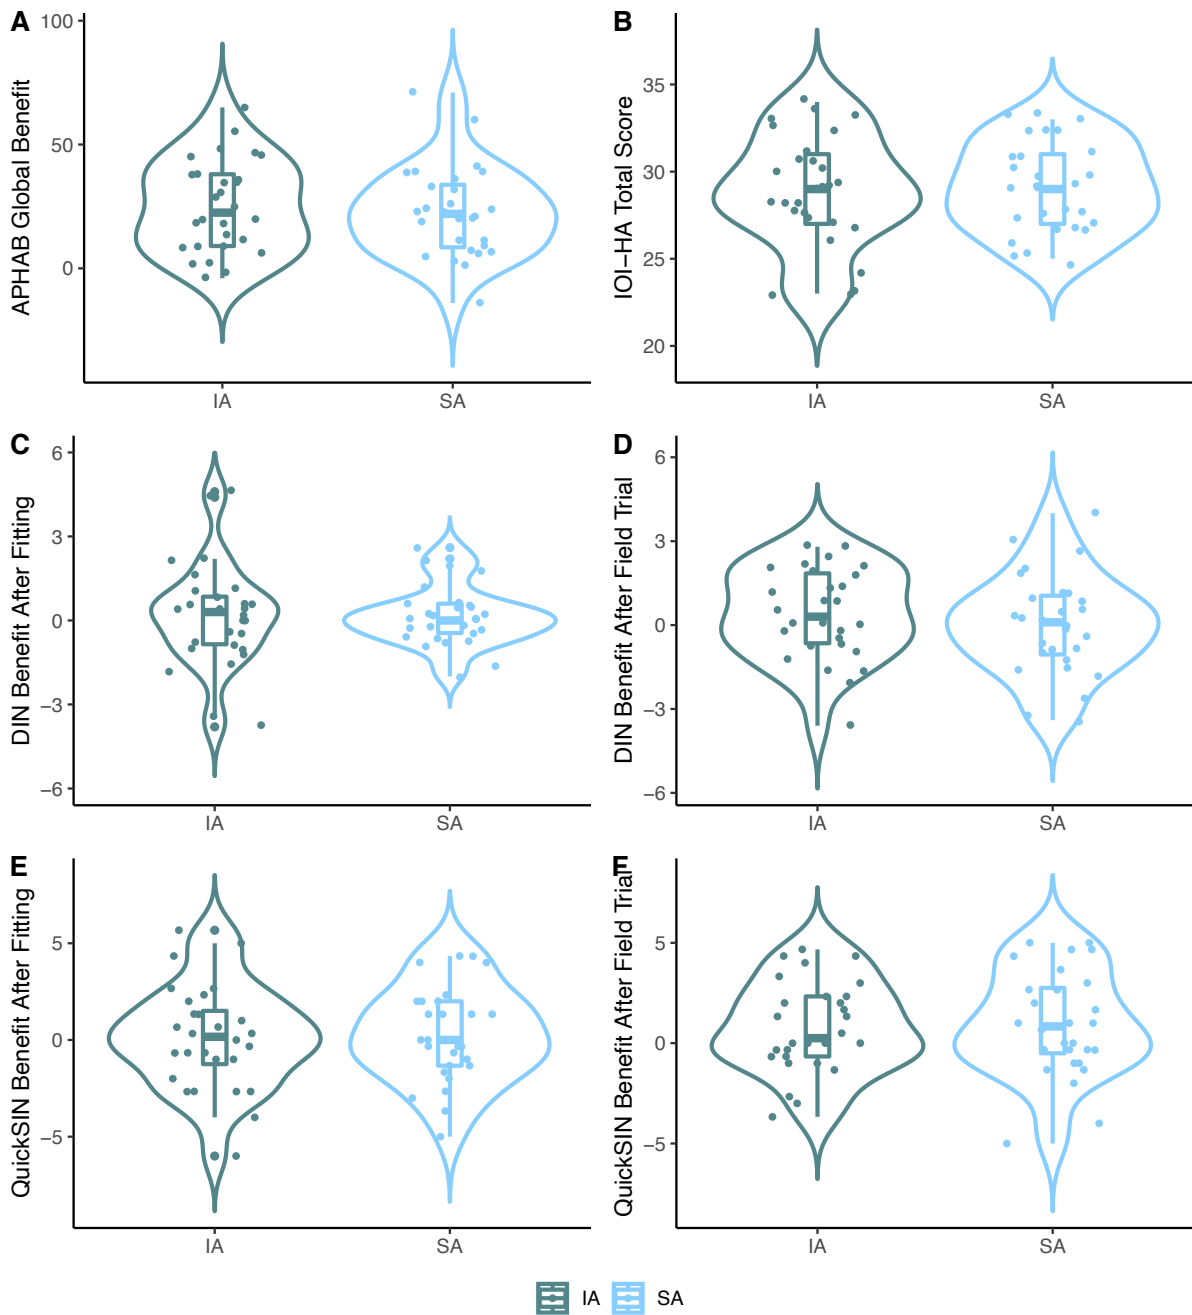 A
APHAB Global Benefit
100
50
0
IA
SA
B
IOI−HA Total Score
35
30
25
20
IA
SA
C
DIN Benefit After Fitting
6
3
0
−3
−6
IA
SA
D
DIN Benefit After Field Trial
6
3
0
−3
−6
IA
SA
E
QuickSIN Benefit After Fitting
5
0
−5
IA
SA
F
QuickSIN Benefit After Field Trial
5
0
−5
IA
SA
IA SA